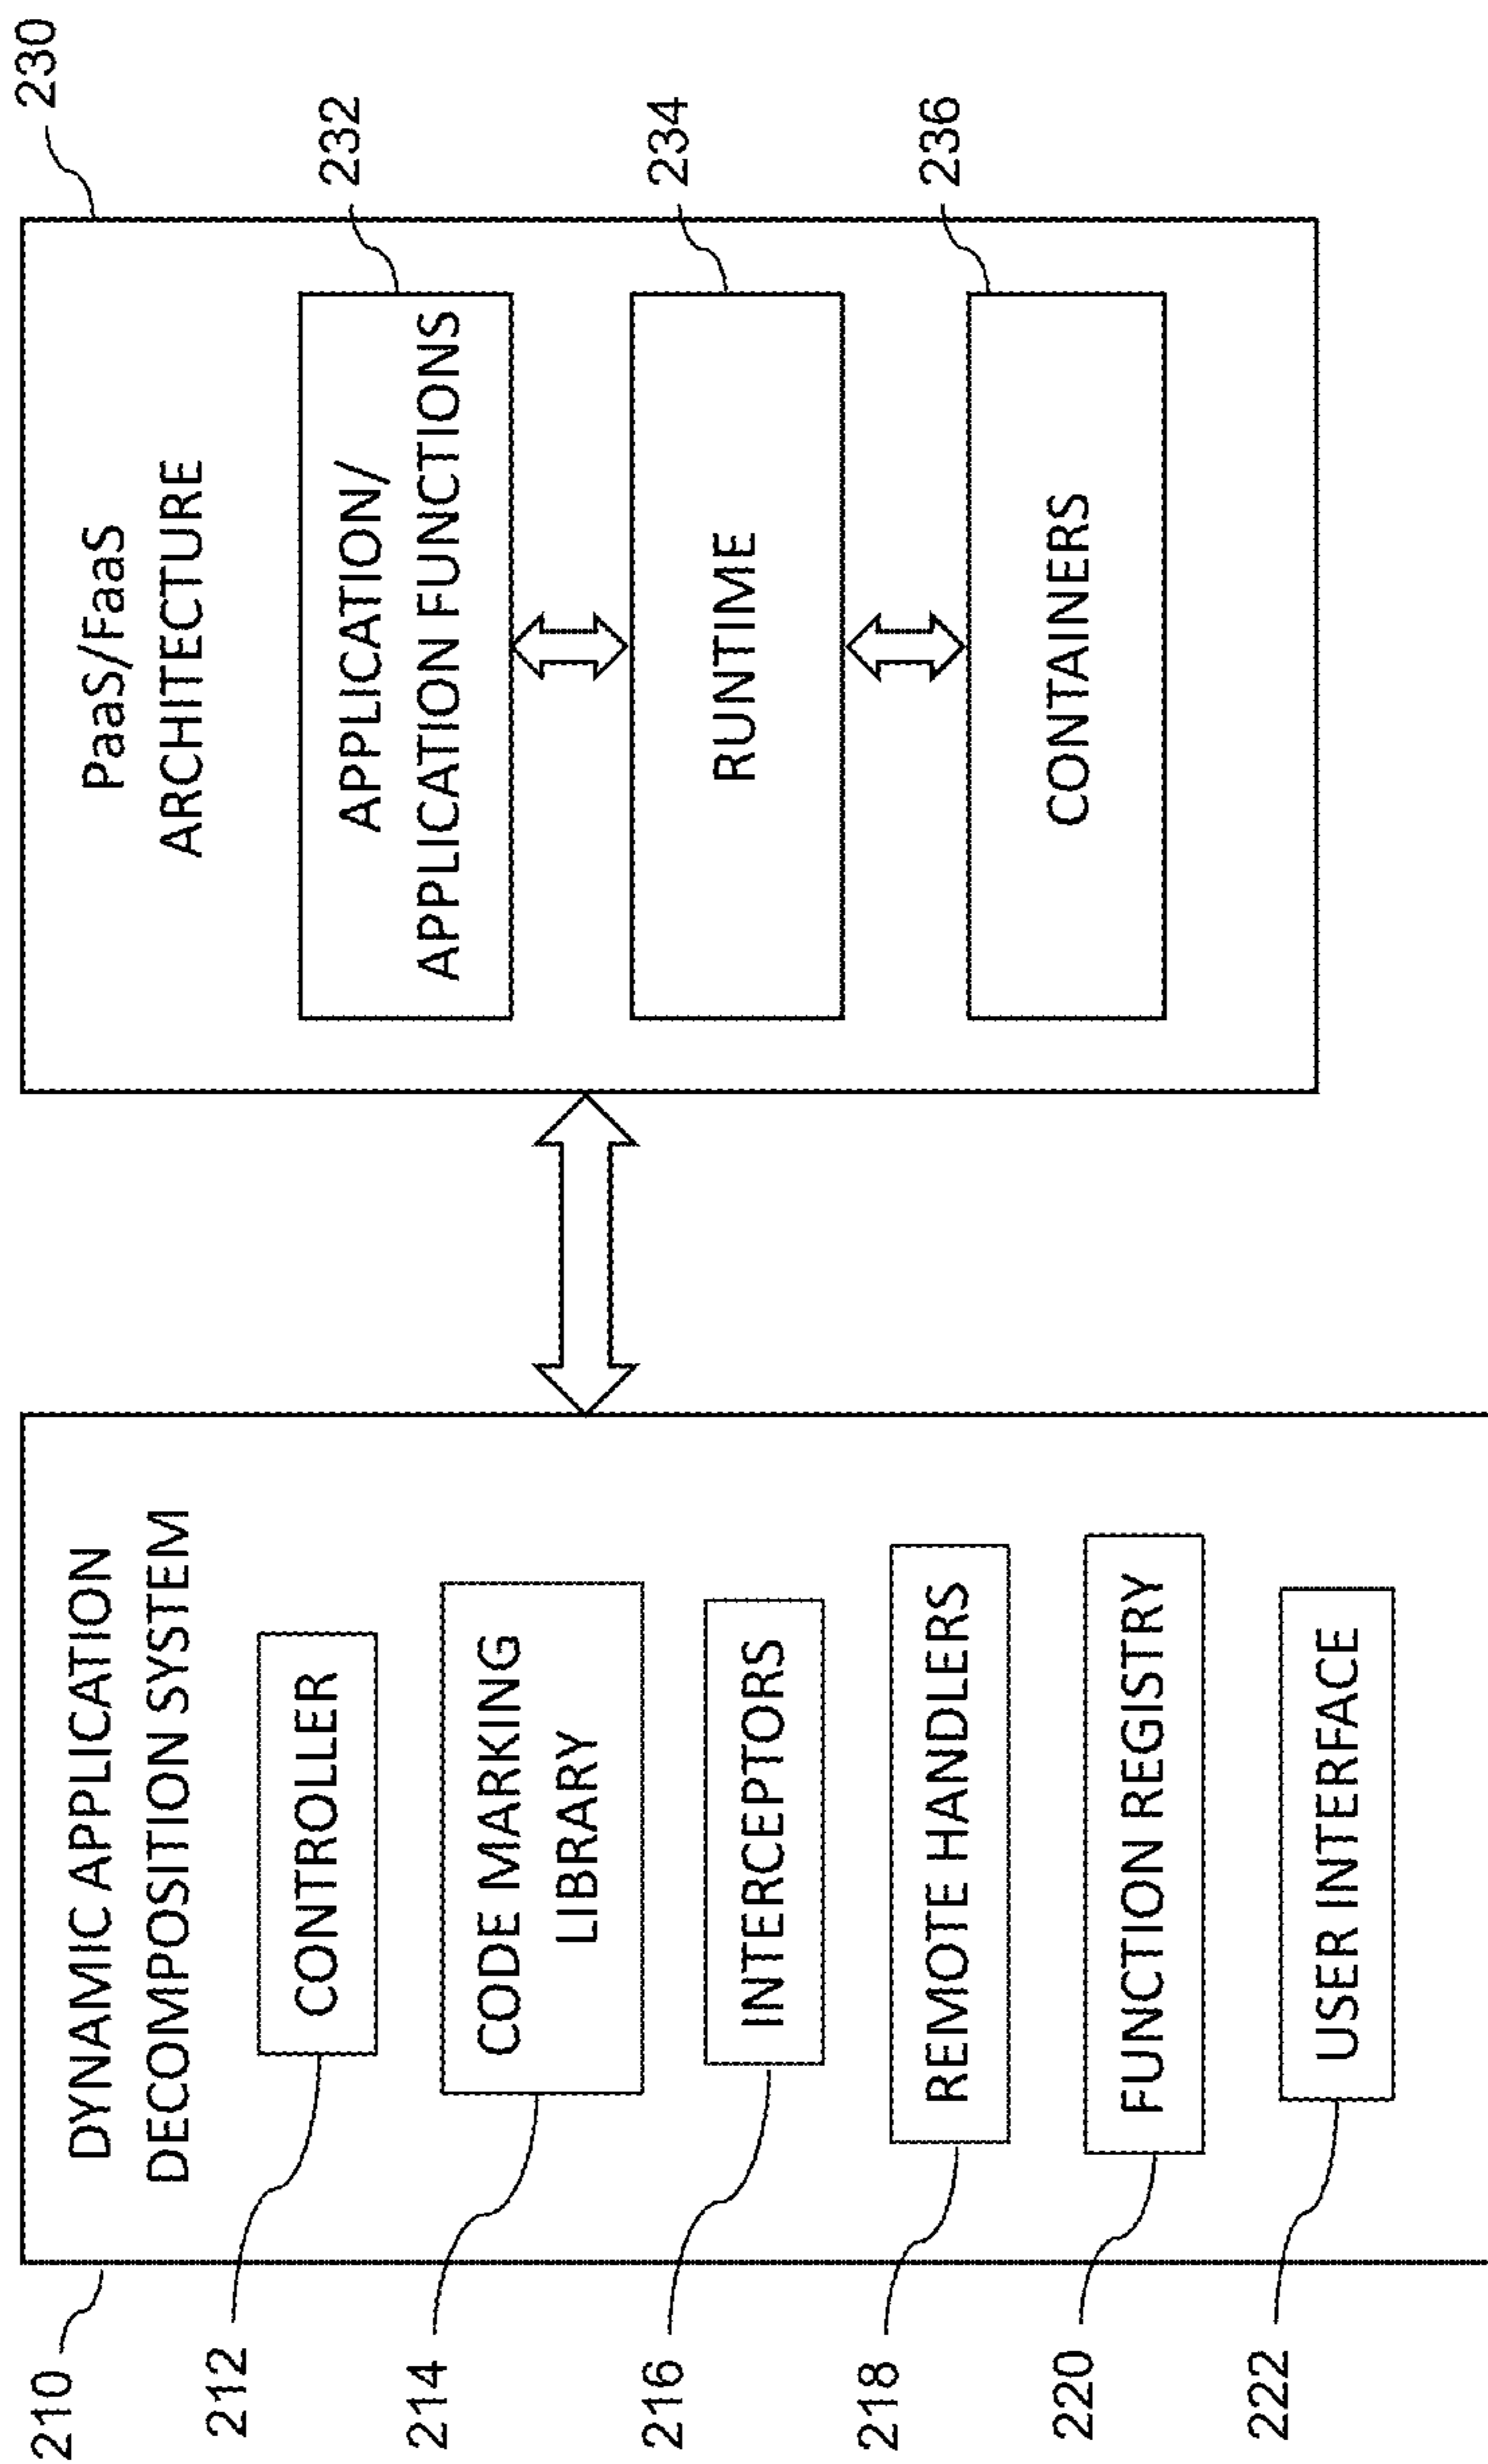 210
DYNAMIC APPLICATION
DECOMPOSITION SYSTEM
212
CONTROLLER
214
CODE MARKING
LIBRARY
216
INTERCEPTORS
218
REMOTE HANDLERS
220
FUNCTION REGISTRY
222
USER INTERFACE
230
PaaS/FaaS
ARCHITECTURE
232
APPLICATION/
APPLICATION FUNCTIONS
234
RUNTIME
236
CONTAINERS